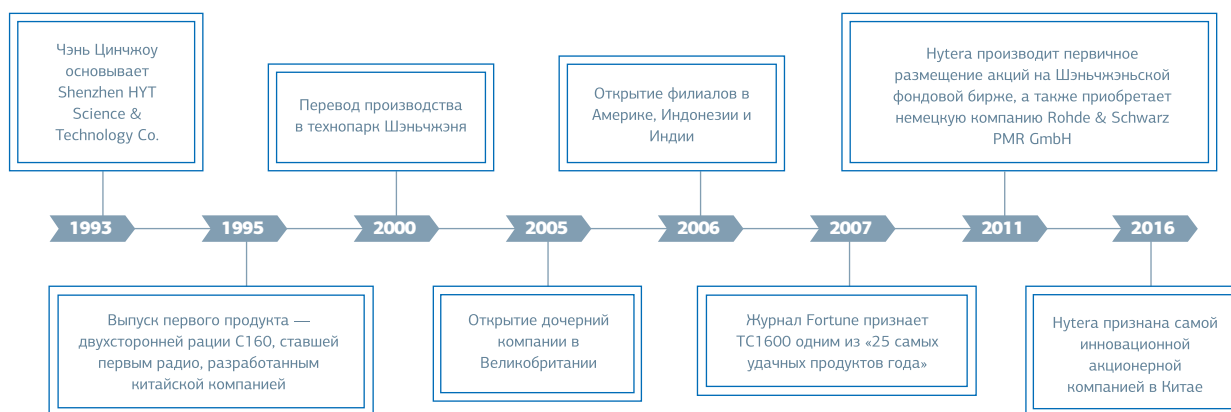 Чэнь Цинчжоу
основывает
Shenzhen HYT
Science &
Technology Co.
Перевод производства
в технопарк Шэньчжэня
Открытие филиалов в
Америке, Индонезии и
Индии
Hytera производит первичное
размещение акций на Шэньчжэньской
фондовой бирже, а также приобретает
немецкую компанию Rohde & Schwarz
PMR GmbH
1993
1995
2000
2005
2006
2007
2011
2016
Выпуск первого продукта —
двухсторонней рации C160, ставшей
первым радио, разработанным
китайской компанией
Открытие дочерний
компании в
Великобритании
Журнал Fortune признает
TC1600 одним из «25 самых
удачных продуктов года»
Hytera признана самой
инновационной
акционерной
компанией в Китае